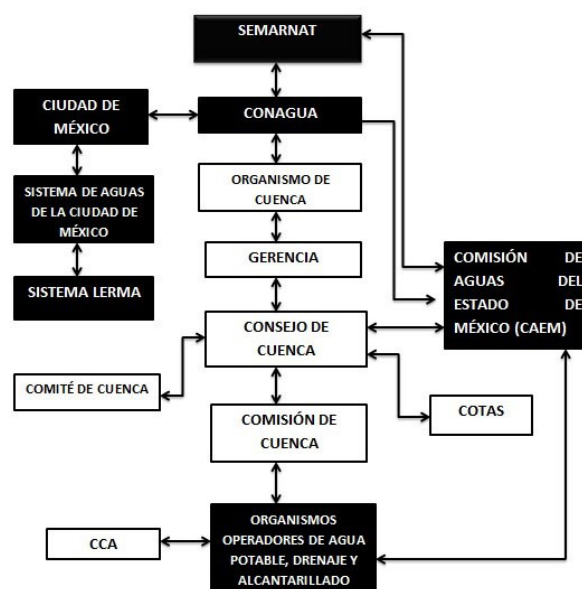 SEMARNAT
CIUDAD DE
MÉXICO
CONAGUA
ORGANISMO DE
CUENCA
SISTEMA DE AGUAS
DE LA CIUDAD DE
MÉXICO
GERENCIA
COMISIÓN DE
AGUAS DEL
ESTADO DE
MÉXICO (CAEM)
SISTEMA LERMA
CONSEJO DE
CUENCA
COMITÉ DE CUENCA
COTAS
COMISIÓN DE
CUENCA
ORGANISMOS
OPERADORES DE AGUA
POTABLE, DRENAJE Y
ALCANTARILLADO
CCA